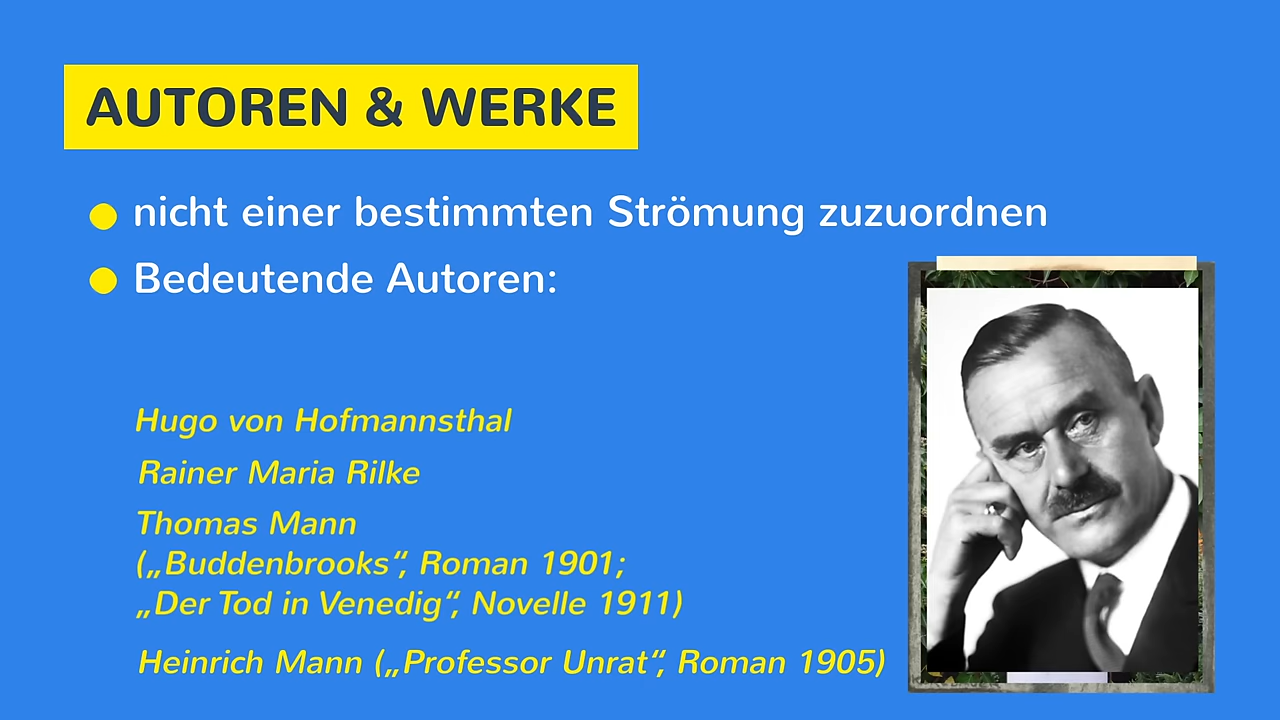 AUTOREN & WERKE
nicht einer bestimmten Strömung zuzuordnen
Bedeutende Autoren:
Hugo von Hofmannsthal
Rainer Maria Rilke
Thomas Mann
(„Buddenbrooks“, Roman 1901;
„Der Tod in Venedig“, Novelle 1911)
Heinrich Mann („Professor Unrat“, Roman 1905)